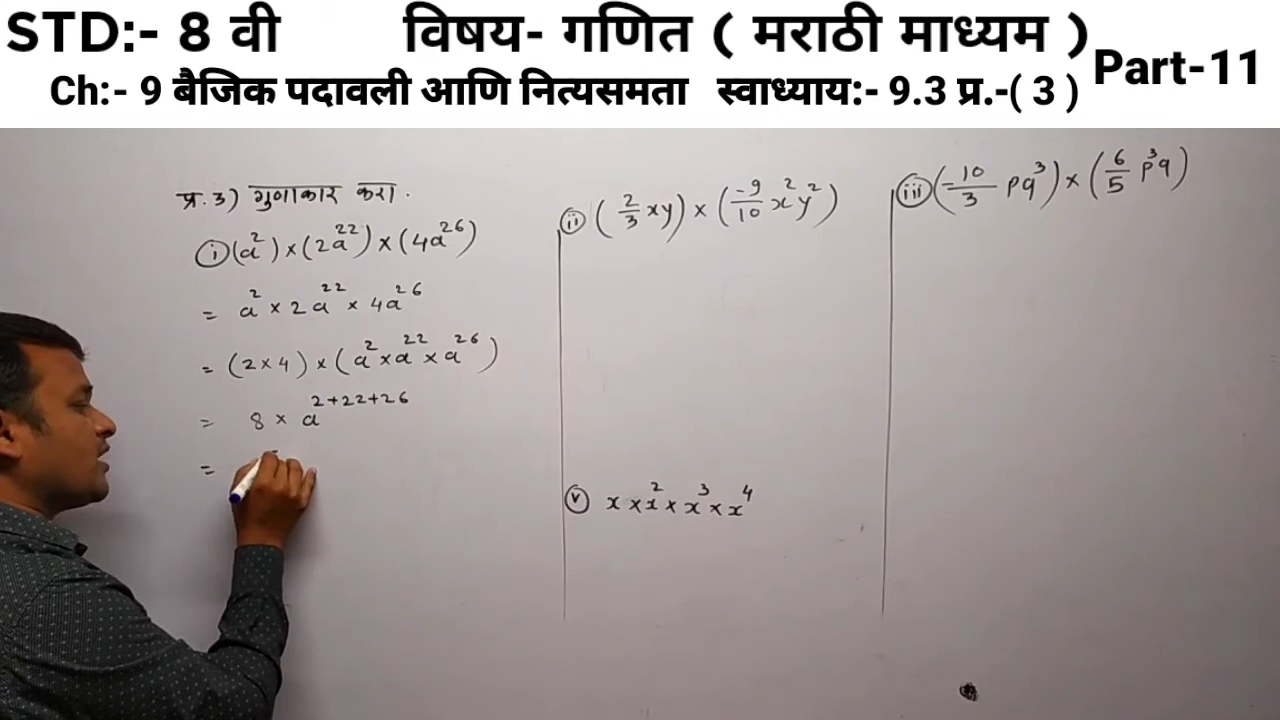 STD:- 8 वी विषय- गणित ( मराठी माध्यम )
Part-11
Ch:- 9 बैजिक पदावली आणि नित्यसमता स्वाध्याय:- 9.3 प्र.-( 3 )
प्र. 3) गुणाकार करा.
(i) (a²) × (2a²²) × (4a²⁶)
= a² × 2a²² × 4a²⁶
= (2×4) × (a² × a²² × a²⁶)
= 8 × a²⁺²²⁺²⁶
=
(ii) (2/3 xy) × (-9/10 x²y²)
(v) x × x² × x³ × x⁴
(iii) (-10/3 pq³) × (6/5 p³q)